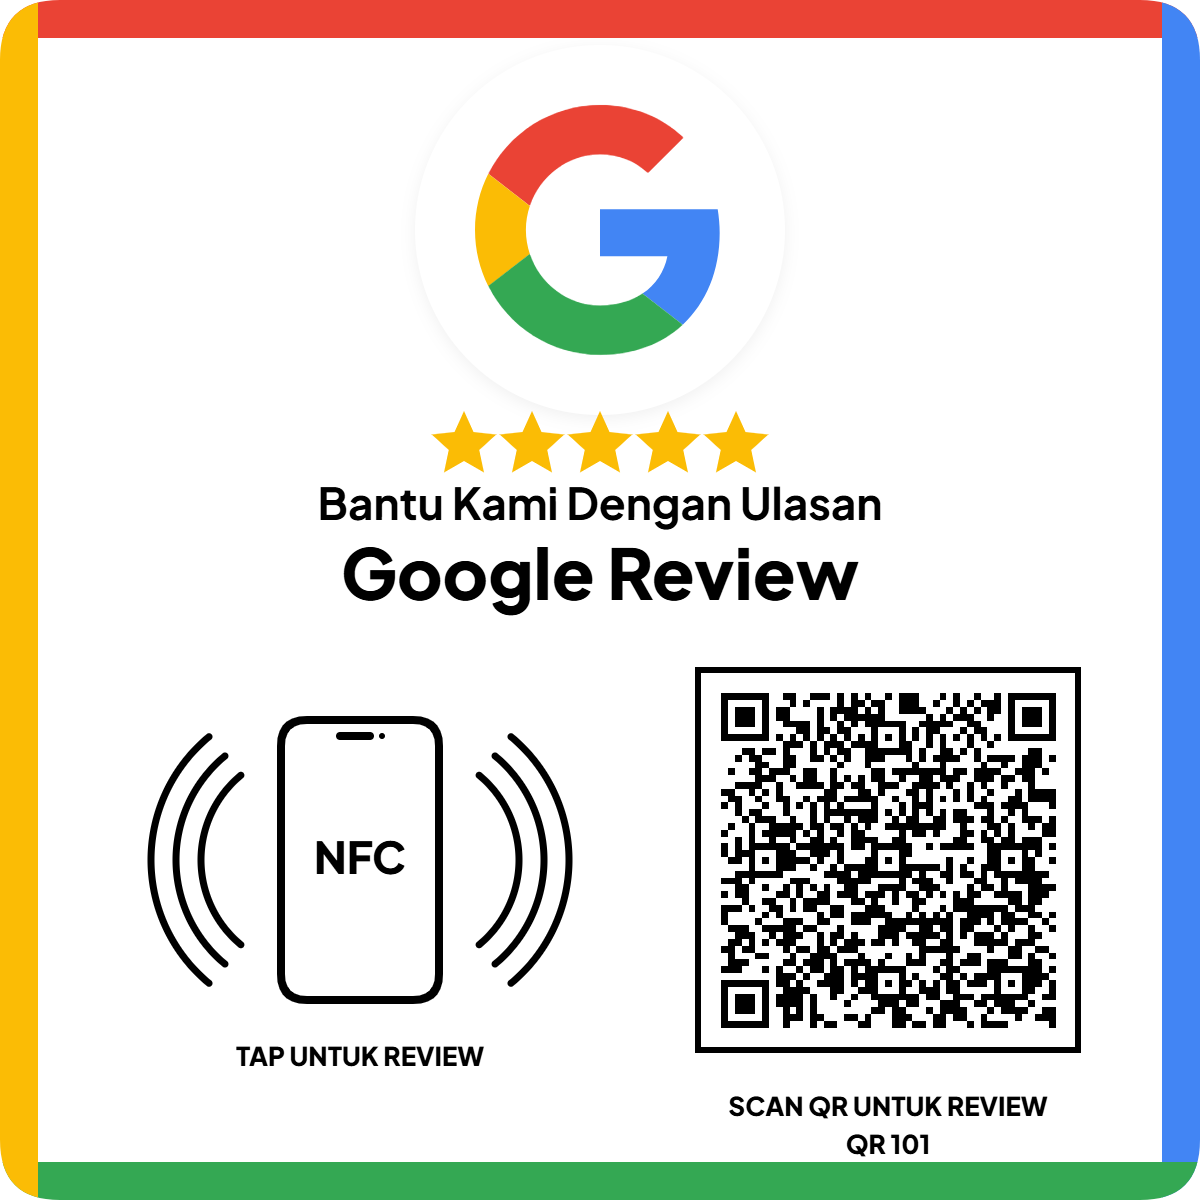 Bantu Kami Dengan Ulasan
Google Review
NFC
TAP UNTUK REVIEW
SCAN QR UNTUK REVIEW
QR 101